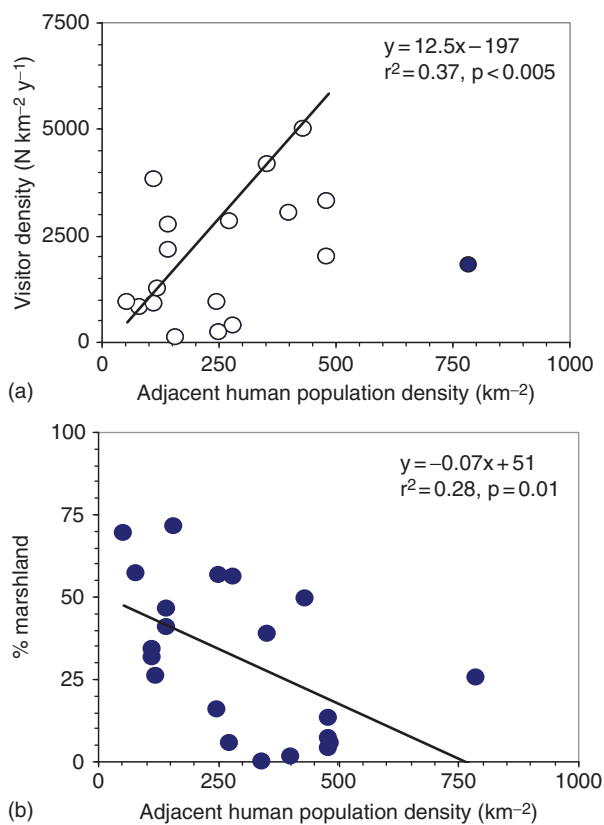 7500
5000
2500
0
Visitor density (N km⁻² y⁻¹)
y = 12.5x − 197
r² = 0.37, p < 0.005
0 250 500 750 1000
(a) Adjacent human population density (km⁻²)
100
75
50
25
0
% marshland
y = −0.07x + 51
r² = 0.28, p = 0.01
0 250 500 750 1000
(b) Adjacent human population density (km⁻²)